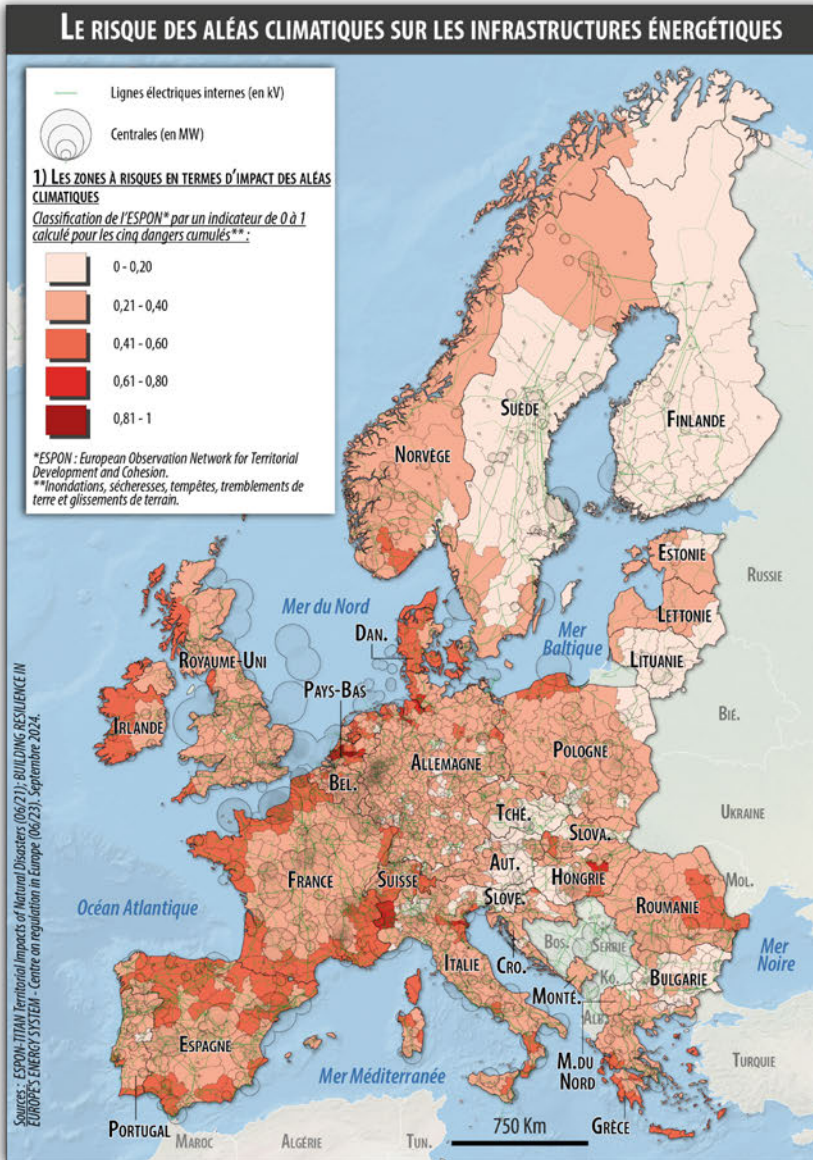 LE RISQUE DES ALÉAS CLIMATIQUES SUR LES INFRASTRUCTURES ÉNERGÉTIQUES
Lignes électriques internes (en kV)
Centrales (en MW)
1) LES ZONES À RISQUES EN TERMES D'IMPACT DES ALÉAS
CLIMATIQUES
Classification de l'ESPON* par un indicateur de 0 à 1
calculé pour les cinq dangers cumulés** :
0 - 0,20
0,21 - 0,40
0,41 - 0,60
0,61 - 0,80
0,81 - 1
*ESPON : European Observation Network for Territorial
Development and Cohesion.
**Inondations, sécheresses, tempêtes, tremblements de
terre et glissements de terrain.
SUÈDE
FINLANDE
NORVÈGE
ESTONIE
RUSSIE
Mer du Nord
LETTONIE
DAN.
Mer
Baltique
ROYAUME-UNI
LITUANIE
PAYS-BAS
BIÉ.
IRLANDE
POLOGNE
ALLEMAGNE
BEL.
TCHÉ.
UKRAINE
SLOVA.
AUT.
FRANCE
SUISSE
HONGRIE
MOL.
SLOVE.
ROUMANIE
Océan Atlantique
BOS.
SERBIE
Mer
Noire
ITALIE
CRO.
KO.
BULGARIE
MONTÉ.
ALB.
ESPAGNE
M.DU
NORD
TURQUIE
Mer Méditerranée
PORTUGAL
750 Km
GRÈCE
MAROC
ALGÉRIE
TUN.
Sources : ESPON-TITAN Territorial Impacts of Natural Disasters (06/21); BUILDING RESILIENCE IN
EUROPE'S ENERGY SYSTEM - Centre on regulation in Europe (06/23). Septembre 2024.